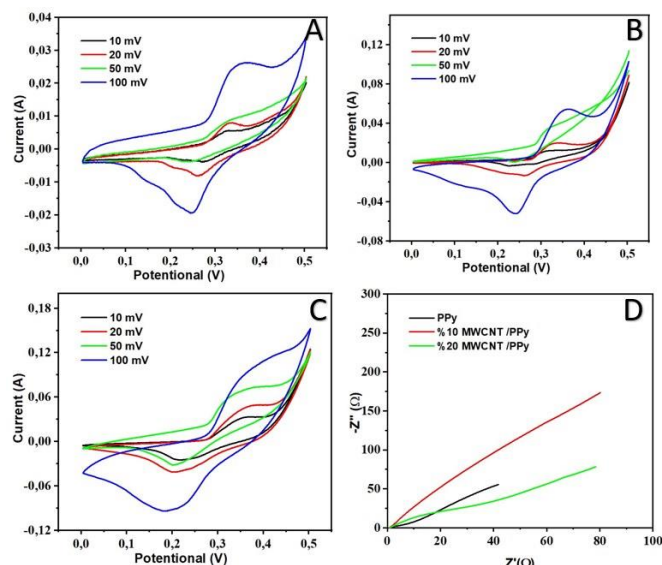 A
10 mV
20 mV
50 mV
100 mV
0,04
0,03
0,02
0,01
0,00
-0,01
-0,02
-0,03
Current (A)
0,0 0,1 0,2 0,3 0,4 0,5
Potentional (V)
B
10 mV
20 mV
50 mV
100 mV
0,12
0,08
0,04
0,00
-0,04
-0,08
Current (A)
0,0 0,1 0,2 0,3 0,4 0,5
Potentional (V)
C
10 mV
20 mV
50 mV
100 mV
0,18
0,12
0,06
0,00
-0,06
-0,12
Current (A)
0,0 0,1 0,2 0,3 0,4 0,5
Potentional (V)
D
PPy
%10 MWCNT /PPy
%20 MWCNT /PPy
300
250
200
150
100
50
0
-Z" (Ω)
0 20 40 60 80 100
Z'(Ω)